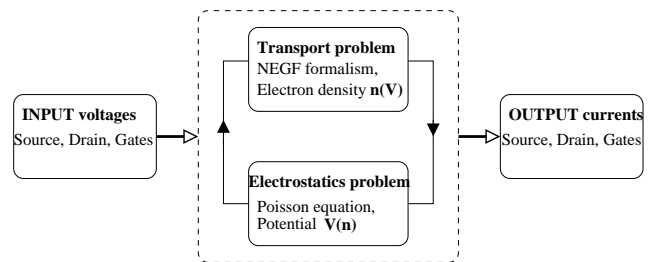 INPUT voltages
Source, Drain, Gates
Transport problem
NEGF formalism,
Electron density n(V)
Electrostatics problem
Poisson equation,
Potential V(n)
OUTPUT currents
Source, Drain, Gates